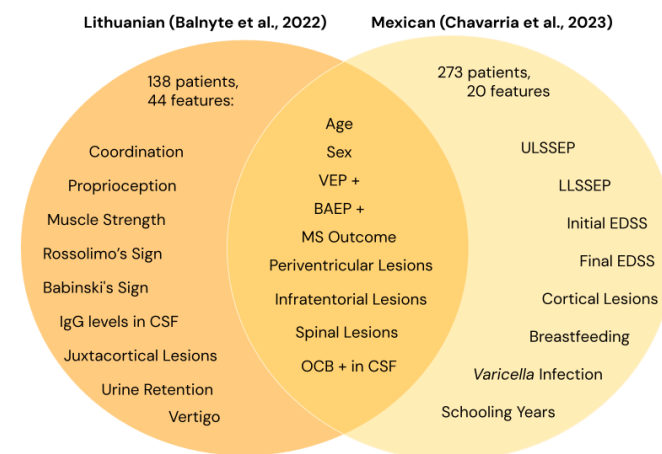 Lithuanian (Balnyte et al., 2022)
Mexican (Chavarria et al., 2023)
138 patients,
44 features:
Coordination
Proprioception
Muscle Strength
Rossolimo's Sign
Babinski's Sign
IgG levels in CSF
Juxtacortical Lesions
Urine Retention
Vertigo
Age
Sex
VEP +
BAEP +
MS Outcome
Periventricular Lesions
Infratentorial Lesions
Spinal Lesions
OCB + in CSF
273 patients,
20 features
ULSSEP
LLSSEP
Initial EDSS
Final EDSS
Cortical Lesions
Breastfeeding
Varicella Infection
Schooling Years